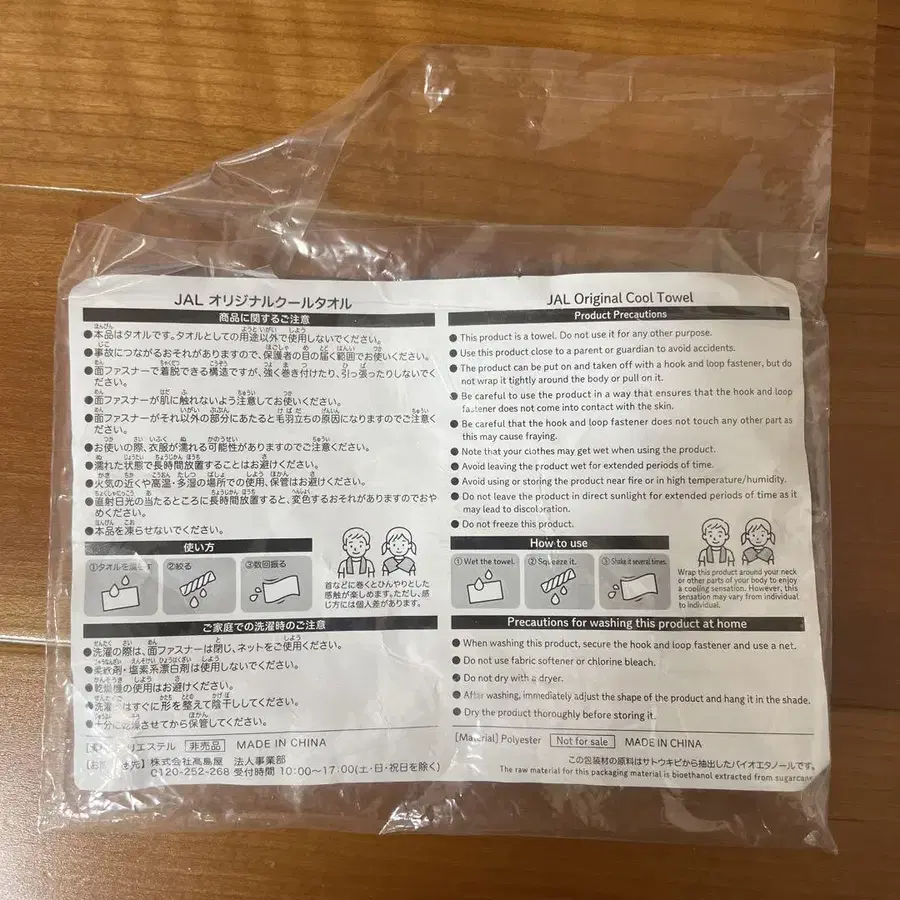 JAL オリジナルクールタオル
商品に関するご注意
●本品はタオルです。タオルとしての用途以外で使用しないでください。
●事故につながるおそれがありますので、保護者の目の届く範囲でお使いください。
●面ファスナーで着脱できる構造ですが、強く巻き付けたり、引っ張ったりしないでく
ださい。
●面ファスナーが肌に触れないよう注意してお使いください。
●面ファスナーがそれ以外の部分にあたると毛羽立ちの原因になりますのでご注意く
ださい。
●お使いの際、衣服が濡れる可能性がありますのでご注意ください。
●濡れた状態で長時間放置することはお避けください。
●火気の近くや高温・多湿の場所での使用、保管はお避けください。
●直射日光の当たるところに長時間放置すると、変色するおそれがありますのでおや
めください。
●本品を凍らせないでください。
使い方
①タオルを濡らす
②絞る
③数回振る
首などに巻くとひんやりとした
感触が楽しめます。ただし、感
じ方には個人差があります。
ご家庭での洗濯時のご注意
●洗濯の際は、面ファスナーは閉じ、ネットをご使用ください。
●柔軟剤・塩素系漂白剤は使用しないでください。
●乾燥機の使用はお避けください。
●洗濯後はすぐに形を整えて陰干ししてください。
●十分に乾燥させてから保管してください。
リエステル 非売品 MADE IN CHINA
株式会社髙島屋 法人事業部
0120-252-268 受付時間 10:00〜17:00(土・日・祝日を除く)
JAL Original Cool Towel
Product Precautions
● This product is a towel. Do not use it for any other purpose.
● Use this product close to a parent or guardian to avoid accidents.
● The product can be put on and taken off with a hook and loop fastener, but do
not wrap it tightly around the body or pull on it.
● Be careful to use the product in a way that ensures that the hook and loop
fastener does not come into contact with the skin.
● Be careful that the hook and loop fastener does not touch any other part as
this may cause fraying.
● Note that your clothes may get wet when using the product.
● Avoid leaving the product wet for extended periods of time.
● Avoid using or storing the product near fire or in high temperature/humidity.
● Do not leave the product in direct sunlight for extended periods of time as it
may lead to discoloration.
● Do not freeze this product.
How to use
① Wet the towel.
② Squeeze it.
③ Shake it several times.
Wrap this product around your neck
or other parts of your body to enjoy
a cooling sensation. However, this
sensation may vary from individual
to individual.
Precautions for washing this product at home
● When washing this product, secure the hook and loop fastener and use a net.
● Do not use fabric softener or chlorine bleach.
● Do not dry with a dryer.
● After washing, immediately adjust the shape of the product and hang it in the shade.
● Dry the product thoroughly before storing it.
[Material] Polyester Not for sale MADE IN CHINA
この包装材の原料はサトウキビから抽出したバイオエタノールです。
The raw material for this packaging material is bioethanol extracted from sugarcane